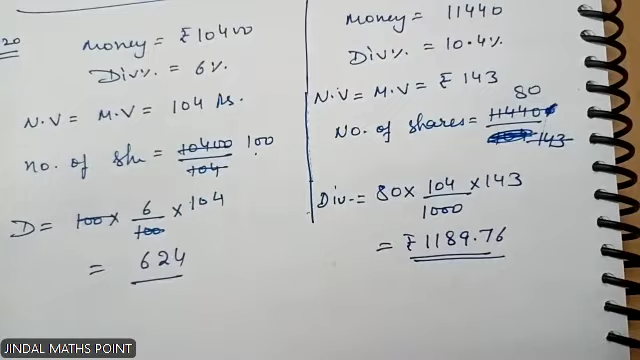 20
Money = ₹10400
Div%. = 6%.
N.V = M.V = 104 Rs.
No. of sh = 10400/104 100
D = 100 × 6/100 × 104
= 624
Money = 11440
Div%. = 10.4%
N.V = M.V = ₹ 143
No. of shares = 11440/143 80
Div. = 80 × 104/1000 × 143
= ₹1189.76
JINDAL MATHS POINT